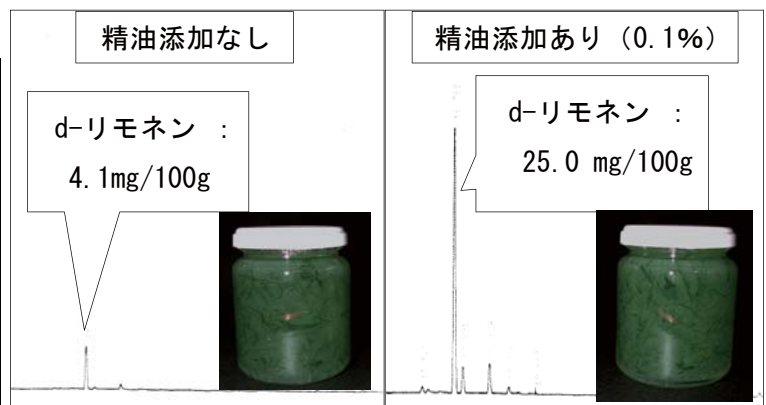 精油添加なし
d-リモネン :
4.1mg/100g
精油添加あり (0.1%)
d-リモネン :
25.0 mg/100g